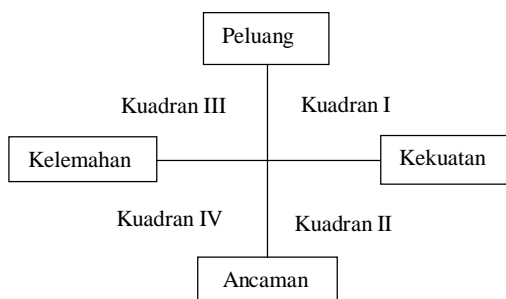 Peluang
Kuadran III
Kuadran I
Kelemahan
Kekuatan
Kuadran IV
Kuadran II
Ancaman